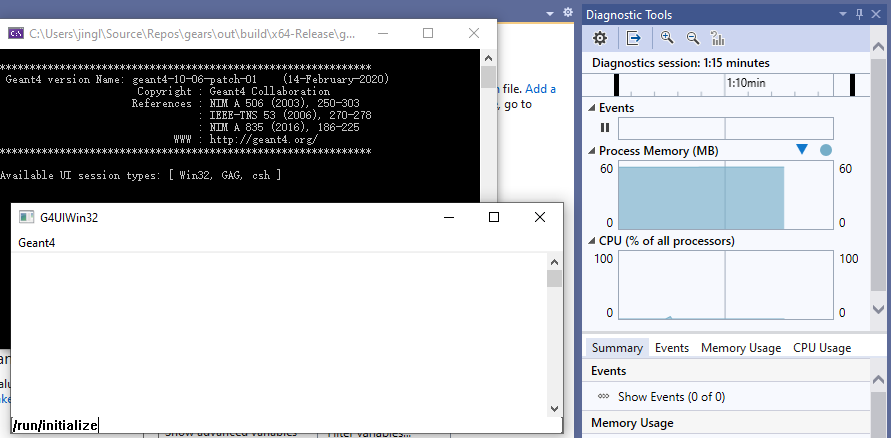 C:\Users\jingl\Source\Repos\gears\out\build\x64-Release\g...
Geant4 version Name: geant4-10-06-patch-01 (14-February-2020)
Copyright : Geant4 Collaboration
References : NIM A 506 (2003), 250-303
: IEEE-TNS 53 (2006), 270-278
: NIM A 835 (2016), 186-225
WWW : http://geant4.org/
Available UI session types: [ Win32, GAG, csh ]
file. Add a
, go to
G4UIWin32
Geant4
/run/initialize
Diagnostic Tools
Diagnostics session: 1:15 minutes
1:10min
Events
Process Memory (MB)
60
60
0
0
CPU (% of all processors)
100
100
0
0
Summary
Events
Memory Usage
CPU Usage
Events
Show Events (0 of 0)
Memory Usage